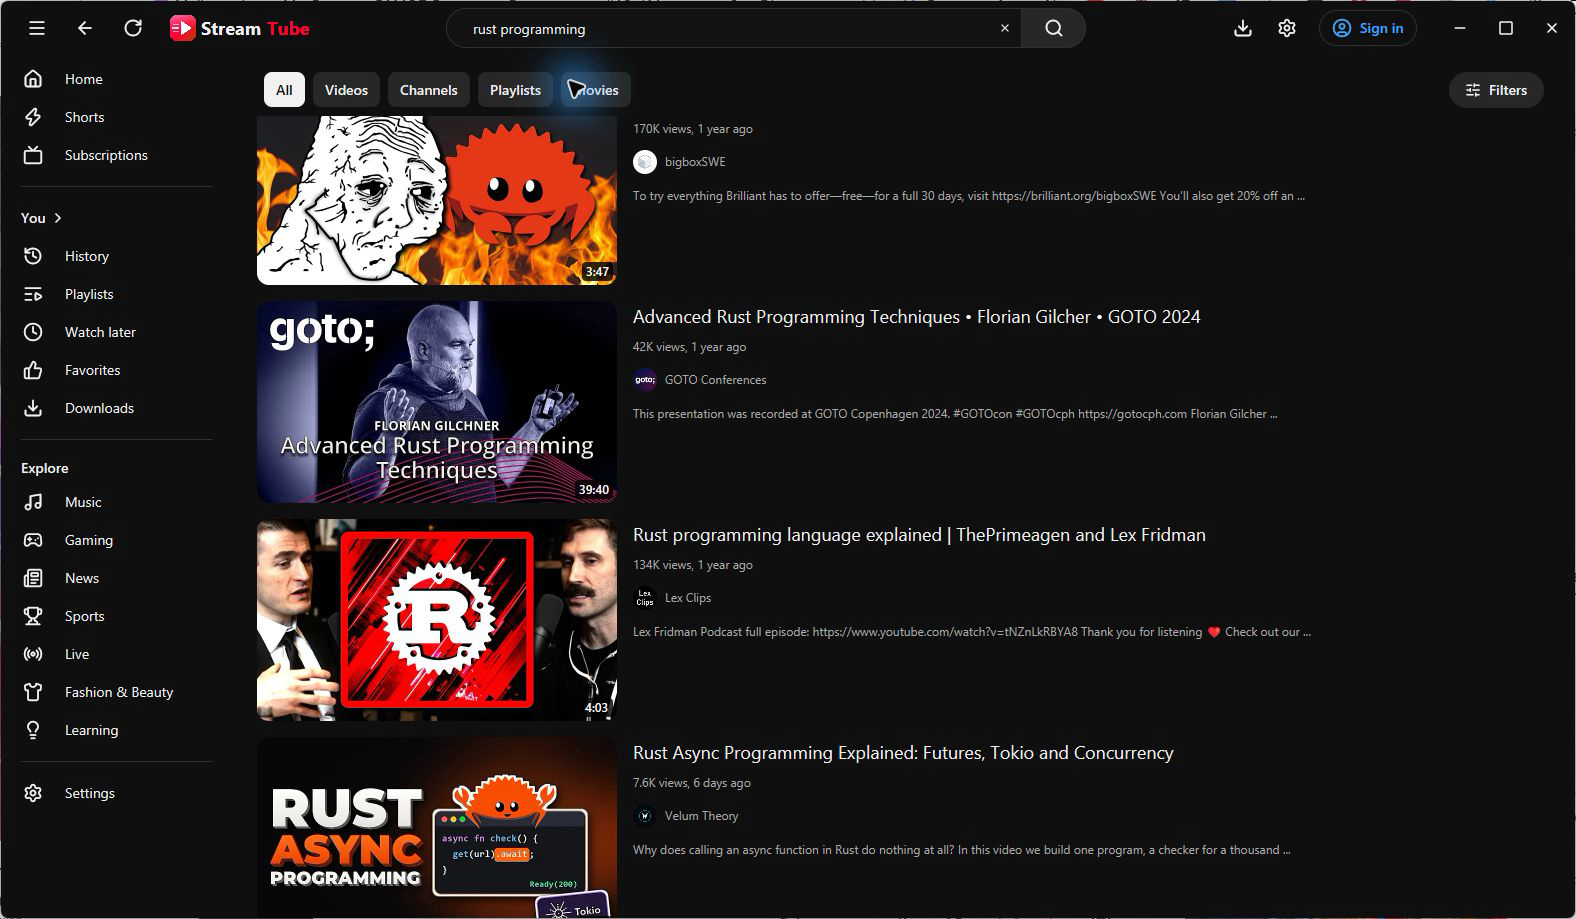 Stream Tube
rust programming
Sign in
Home
Shorts
Subscriptions
You
History
Playlists
Watch later
Favorites
Downloads
Explore
Music
Gaming
News
Sports
Live
Fashion & Beauty
Learning
Settings
All
Videos
Channels
Playlists
ovies
Filters
3:47
170K views, 1 year ago
bigboxSWE
To try everything Brilliant has to offer—free—for a full 30 days, visit https://brilliant.org/bigboxSWE You'll also get 20% off an ...
goto;
FLORIAN GILCHNER
Advanced Rust Programming
Techniques
39:40
Advanced Rust Programming Techniques • Florian Gilcher • GOTO 2024
42K views, 1 year ago
goto;
GOTO Conferences
This presentation was recorded at GOTO Copenhagen 2024. #GOTOcon #GOTOcph https://gotocph.com Florian Gilcher ...
R
4:03
Rust programming language explained | ThePrimeagen and Lex Fridman
134K views, 1 year ago
Lex
Clips
Lex Clips
Lex Fridman Podcast full episode: https://www.youtube.com/watch?v=tNZnLkRBYA8 Thank you for listening ❤ Check out our ...
RUST
ASYNC
PROGRAMMING
async fn check() {
get(url).await;
}
Ready(200)
Tokio
Rust Async Programming Explained: Futures, Tokio and Concurrency
7.6K views, 6 days ago
Velum Theory
Why does calling an async function in Rust do nothing at all? In this video we build one program, a checker for a thousand ...